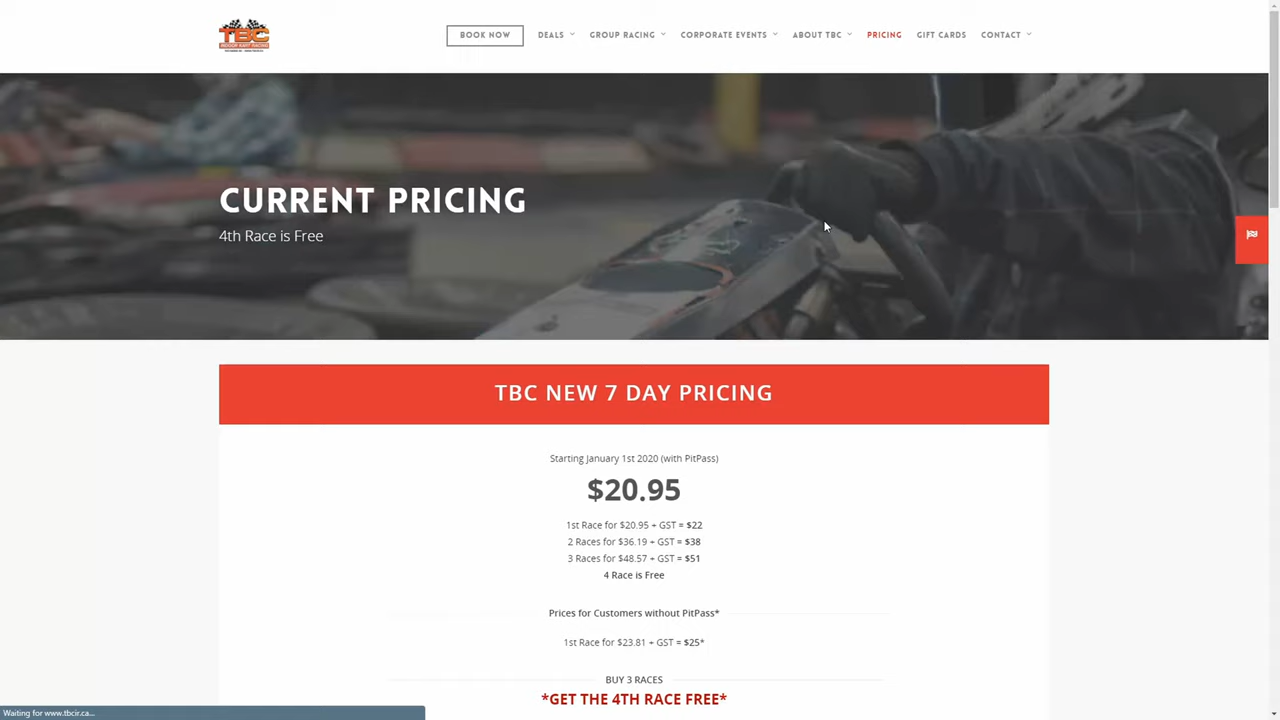 TBC
INDOOR KART RACING
BOOK NOW
DEALS
GROUP RACING
CORPORATE EVENTS
ABOUT TBC
PRICING
GIFT CARDS
CONTACT
CURRENT PRICING
4th Race is Free
TBC NEW 7 DAY PRICING
Starting January 1st 2020 (with PitPass)
$20.95
1st Race for $20.95 + GST = $22
2 Races for $36.19 + GST = $38
3 Races for $48.57 + GST = $51
4 Race is Free
Prices for Customers without PitPass*
1st Race for $23.81 + GST = $25*
BUY 3 RACES
*GET THE 4TH RACE FREE*
Waiting for www.tbcir.ca...